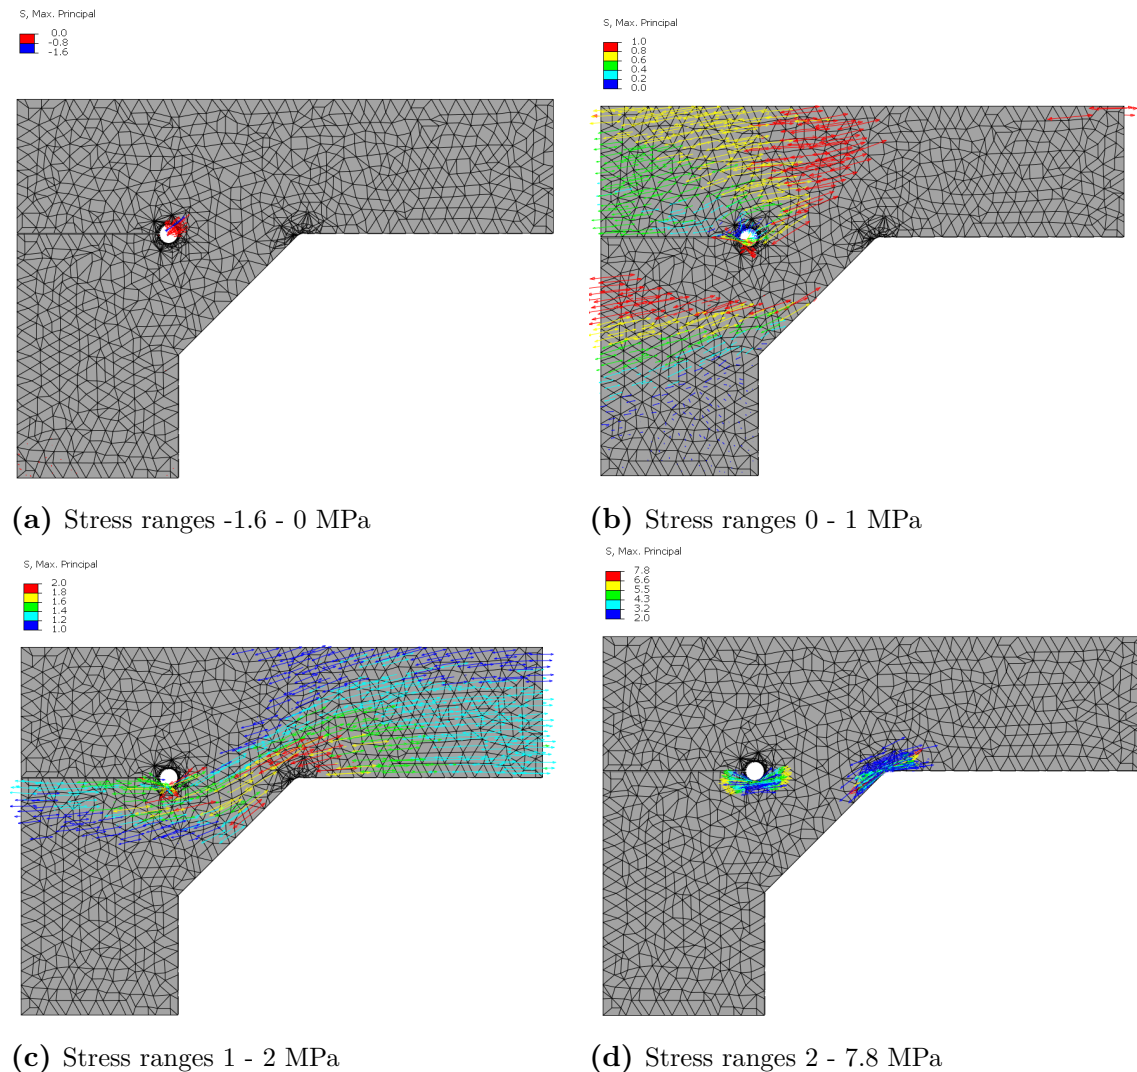 S, Max. Principal
0.0
-0.8
-1.6
(a) Stress ranges -1.6 - 0 MPa
S, Max. Principal
1.0
0.8
0.6
0.4
0.2
0.0
(b) Stress ranges 0 - 1 MPa
S, Max. Principal
2.0
1.8
1.6
1.4
1.2
1.0
(c) Stress ranges 1 - 2 MPa
S, Max. Principal
7.8
6.6
5.5
4.3
3.2
2.0
(d) Stress ranges 2 - 7.8 MPa